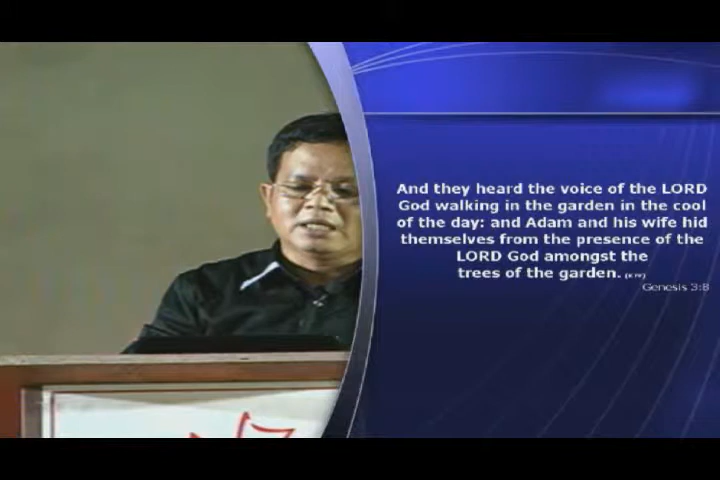 And they heard the voice of the LORD
God walking in the garden in the cool
of the day: and Adam and his wife hid
themselves from the presence of the
LORD God amongst the
trees of the garden. (KJV)
Genesis 3:8